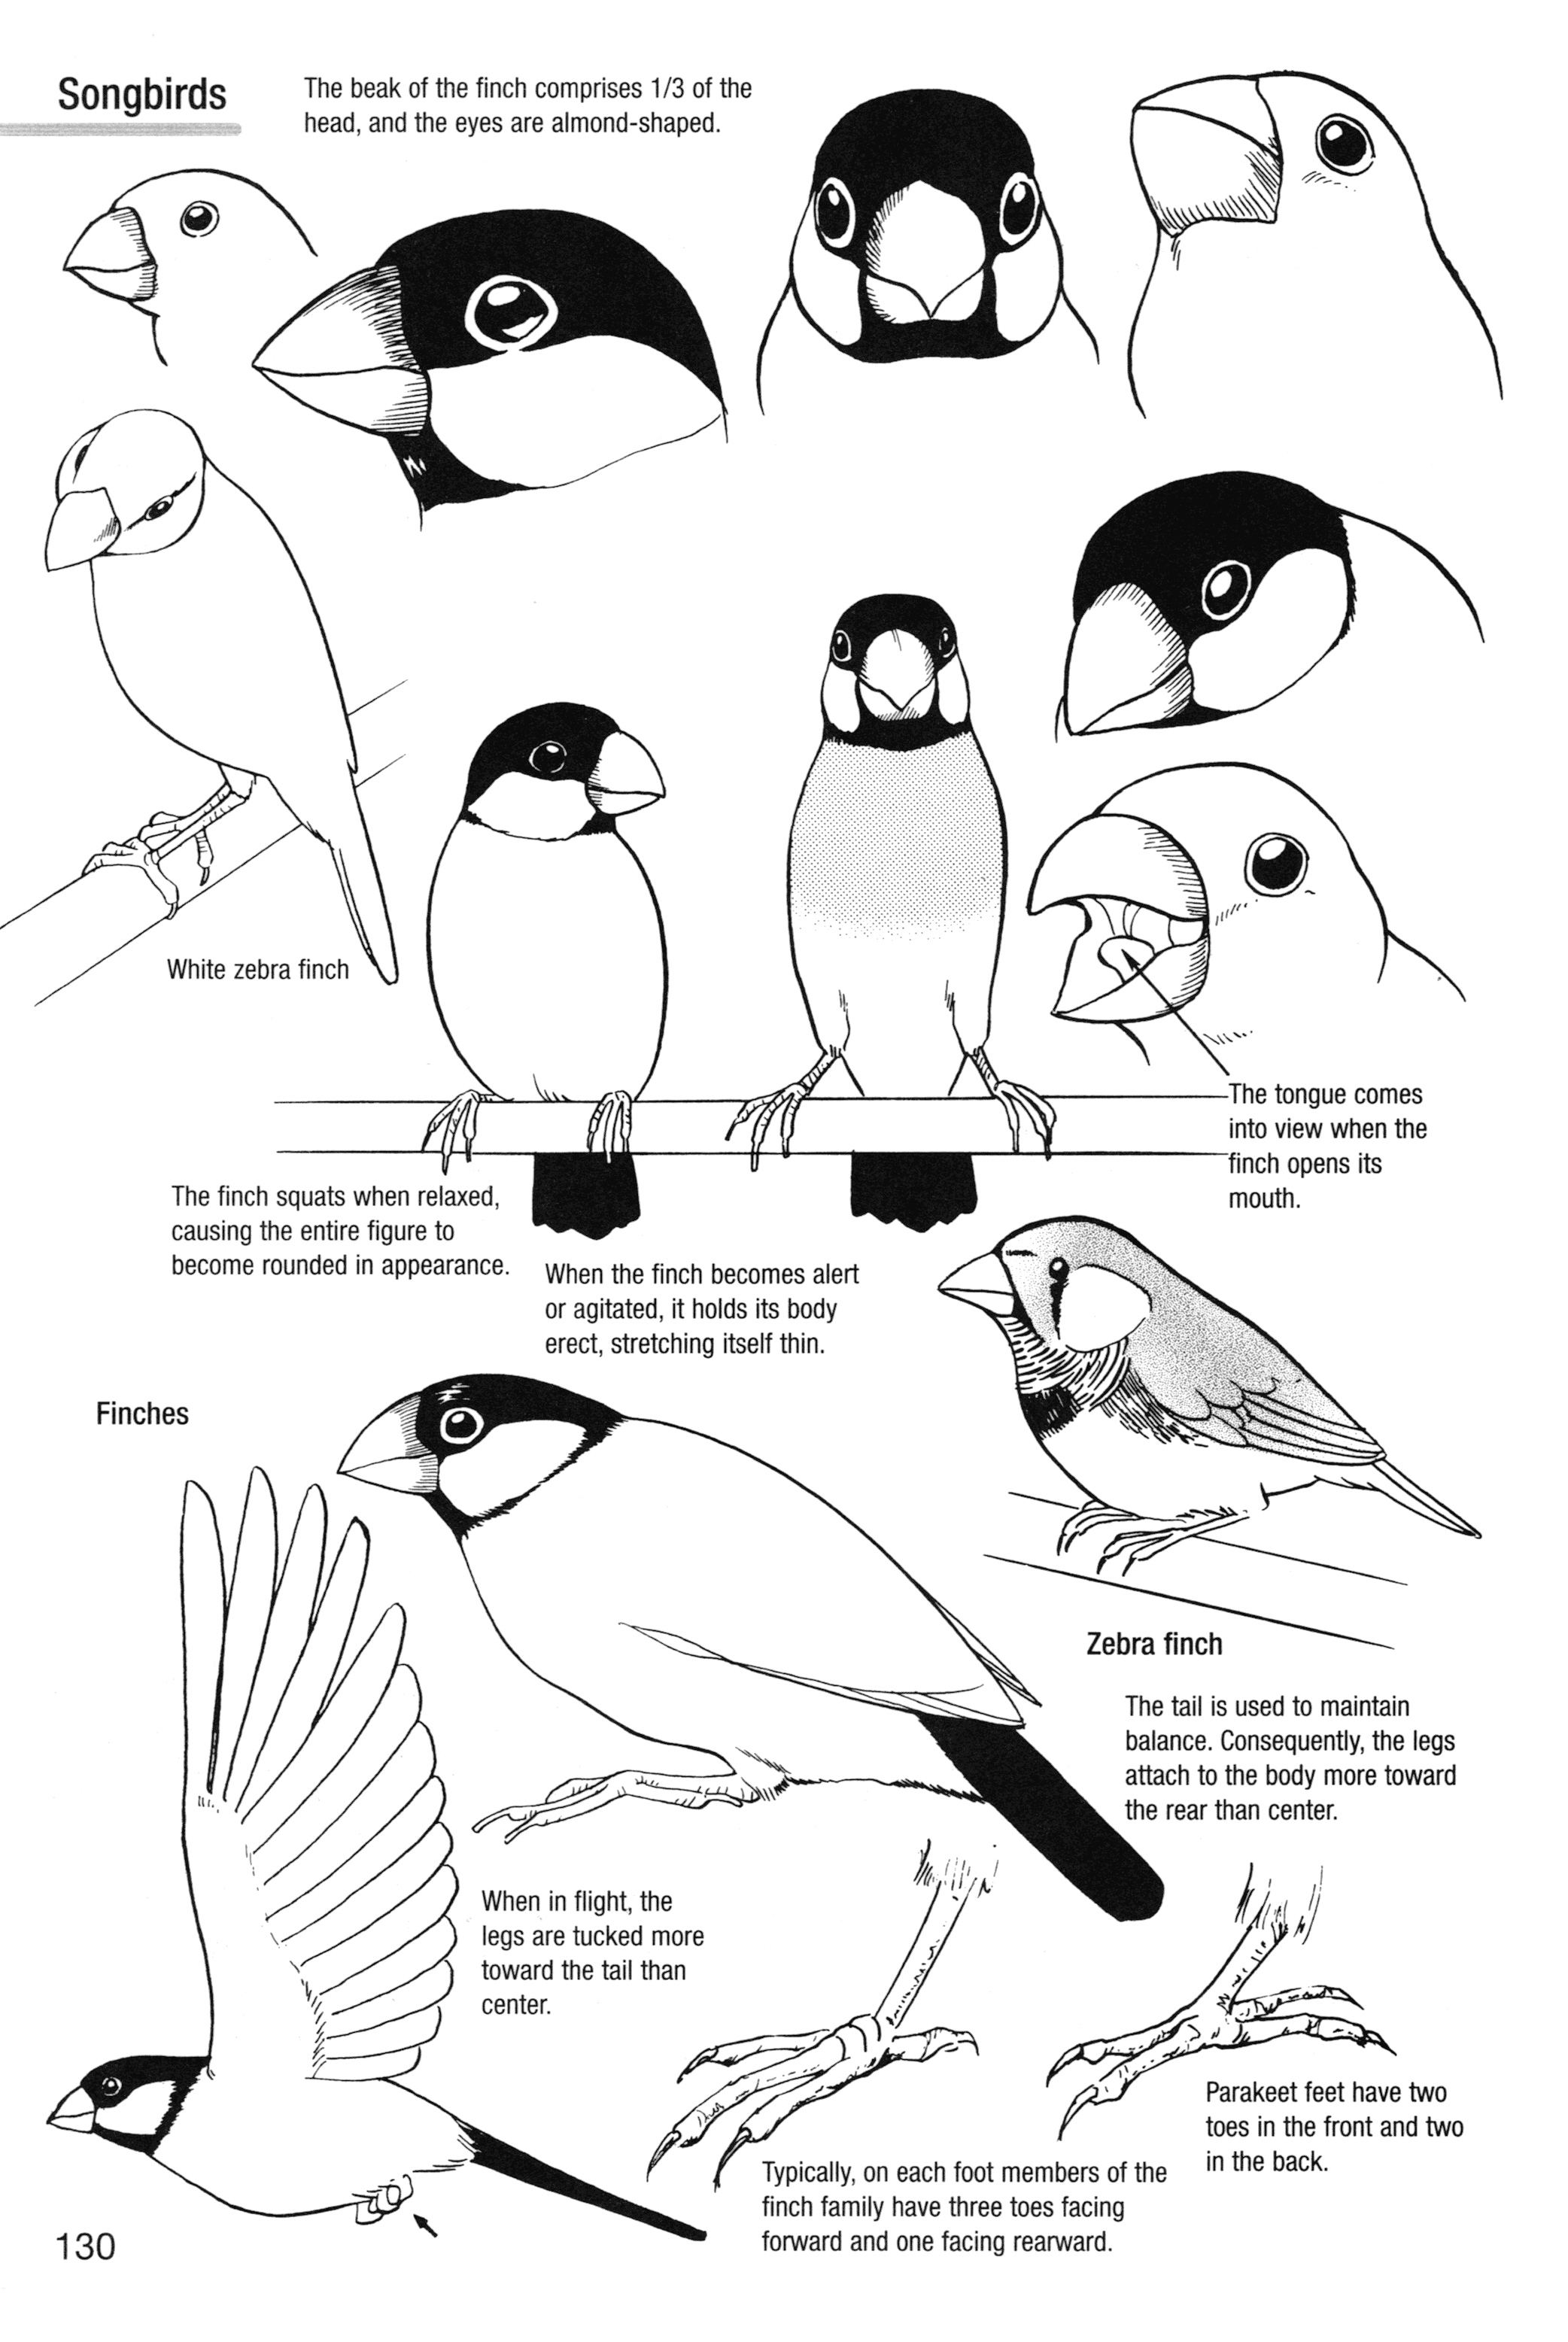 Songbirds
The beak of the finch comprises 1/3 of the
head, and the eyes are almond-shaped.
White zebra finch
The tongue comes
into view when the
finch opens its
mouth.
The finch squats when relaxed,
causing the entire figure to
become rounded in appearance.
When the finch becomes alert
or agitated, it holds its body
erect, stretching itself thin.
Finches
Zebra finch
The tail is used to maintain
balance. Consequently, the legs
attach to the body more toward
the rear than center.
When in flight, the
legs are tucked more
toward the tail than
center.
Parakeet feet have two
toes in the front and two
in the back.
Typically, on each foot members of the
finch family have three toes facing
forward and one facing rearward.
130